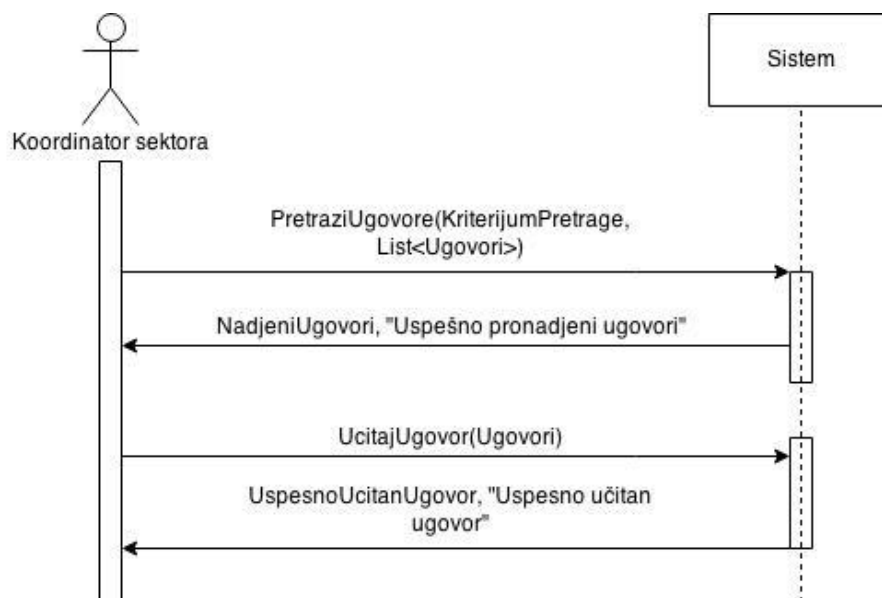 Sistem
Koordinator sektora
PretraziUgovore(KriterijumPretrage,
List<Ugovori>)
NadjeniUgovori, "Uspešno pronadjeni ugovori"
UcitajUgovor(Ugovori)
UspesnoUcitanUgovor, "Uspesno učitan
ugovor"